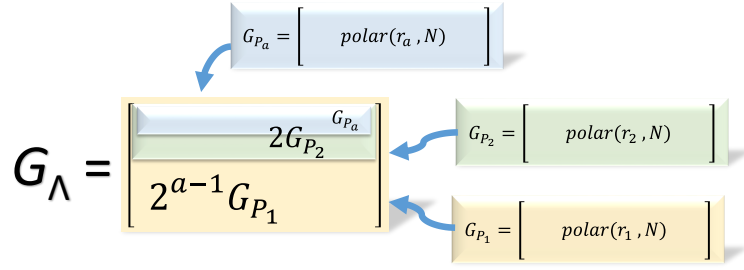 G_{P_a} = [ polar(r_a , N) ]
G_Λ = [ G_{P_a}
2G_{P_2}
2^{a-1}G_{P_1} ]
G_{P_2} = [ polar(r_2 , N) ]
G_{P_1} = [ polar(r_1 , N) ]